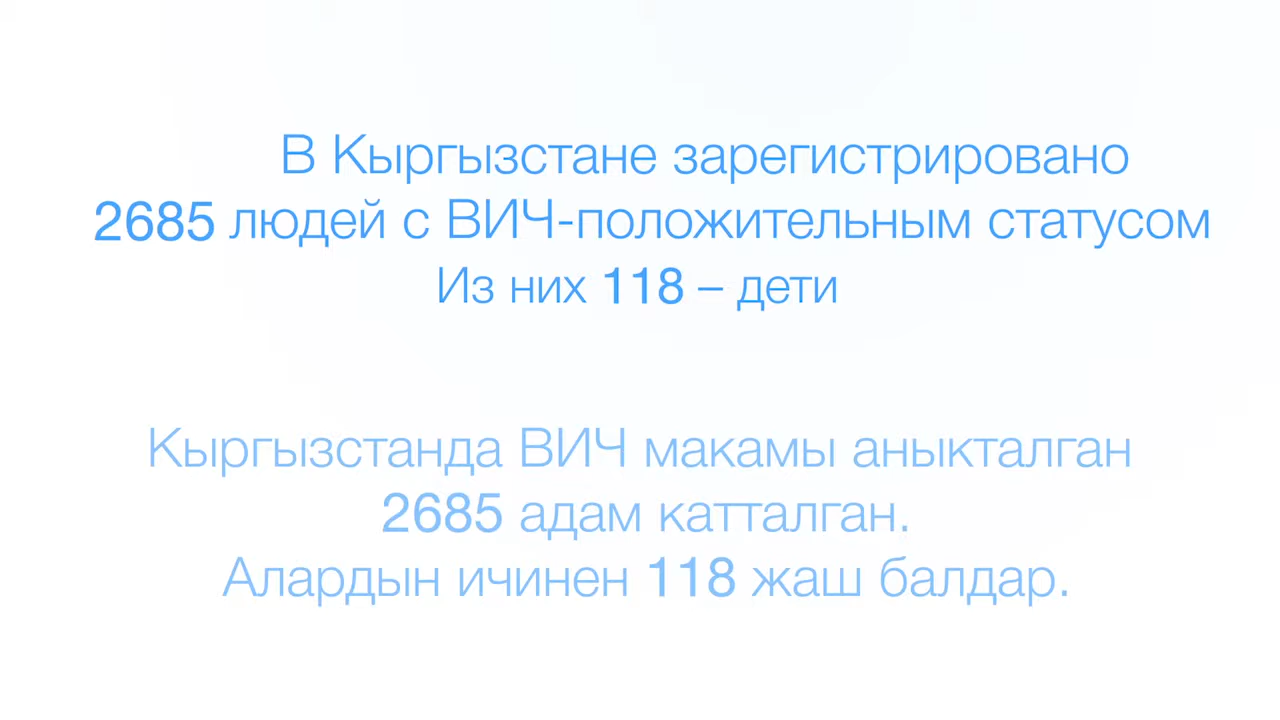 В Кыргызстане зарегистрировано
2685 людей с ВИЧ-положительным статусом
Из них 118 – дети
Кыргызстанда ВИЧ макамы аныкталган
2685 адам катталган.
Алардын ичинен 118 жаш балдар.